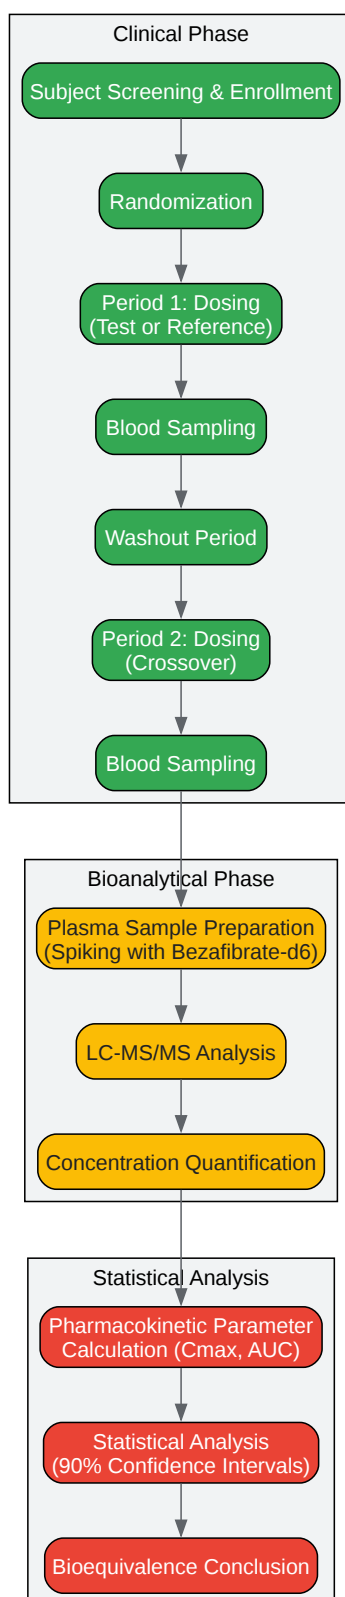 Clinical Phase
Subject Screening & Enrollment
Randomization
Period 1: Dosing
(Test or Reference)
Blood Sampling
Washout Period
Period 2: Dosing
(Crossover)
Blood Sampling
Bioanalytical Phase
Plasma Sample Preparation
(Spiking with Bezafibrate-d6)
LC-MS/MS Analysis
Concentration Quantification
Statistical Analysis
Pharmacokinetic Parameter
Calculation (Cmax, AUC)
Statistical Analysis
(90% Confidence Intervals)
Bioequivalence Conclusion